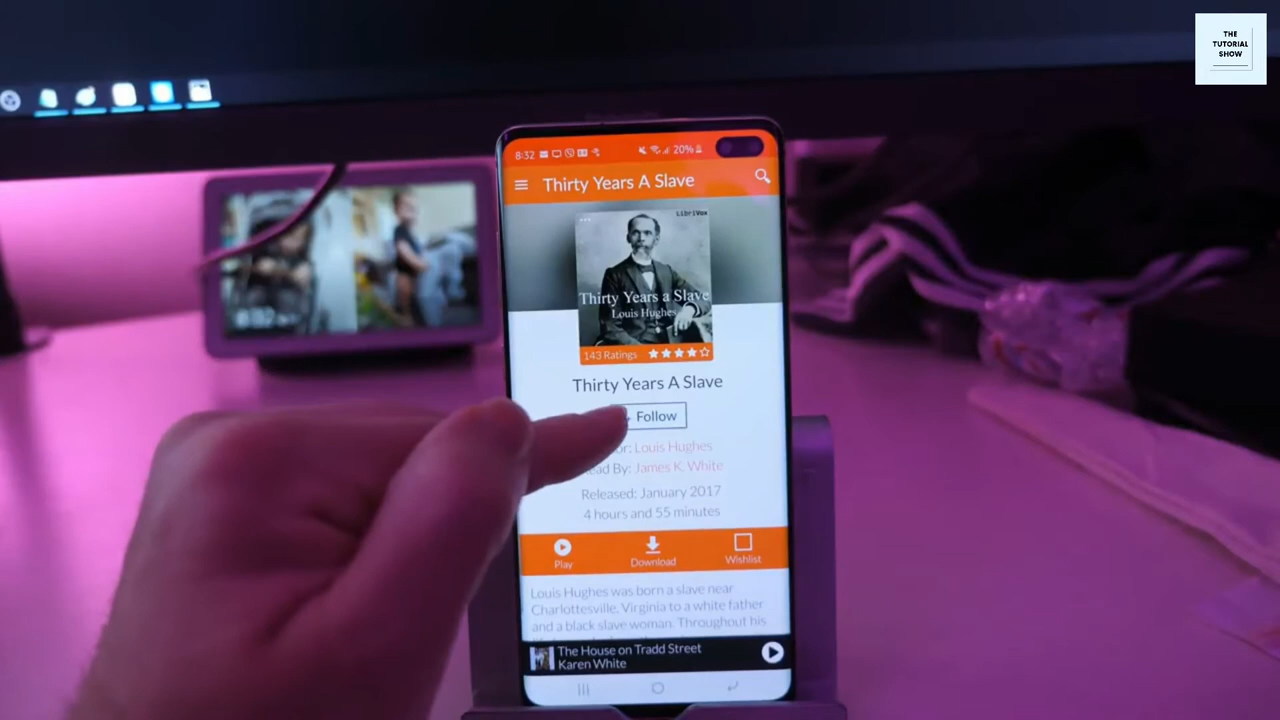 THE
TUTORIAL
SHOW
8:32
20%
Thirty Years A Slave
LibriVox
Thirty Years a Slave
Louis Hughes
143 Ratings
Thirty Years A Slave
Follow
Louis Hughes
By: James K. White
Released: January 2017
4 hours and 55 minutes
Play
Download
Wishlist
Louis Hughes was born a slave near
Charlottesville, Virginia to a white father
and a black slave woman. Throughout his
The House on Tradd Street
Karen White